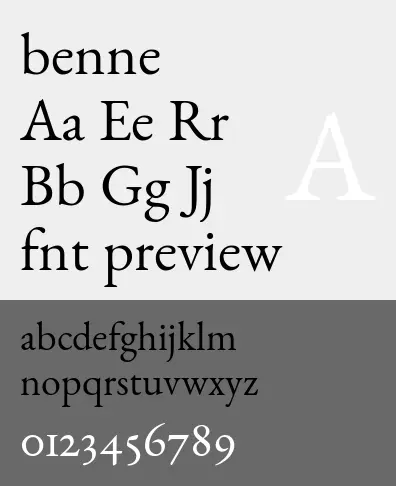 benne
Aa Ee Rr
A
Bb Gg Jj
fnt preview
abcdefghijklm
nopqrstuvwxyz
0123456789